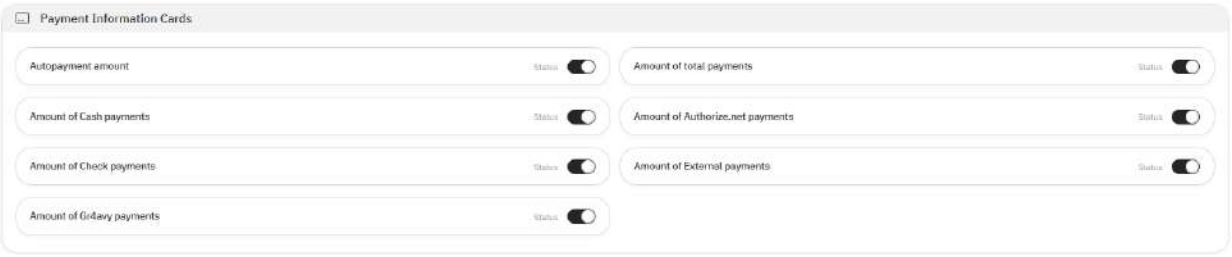 Payment Information Cards
Autopayment amount Status
Amount of total payments Status
Amount of Cash payments Status
Amount of Authorize.net payments Status
Amount of Check payments Status
Amount of External payments Status
Amount of Gr4avy payments Status